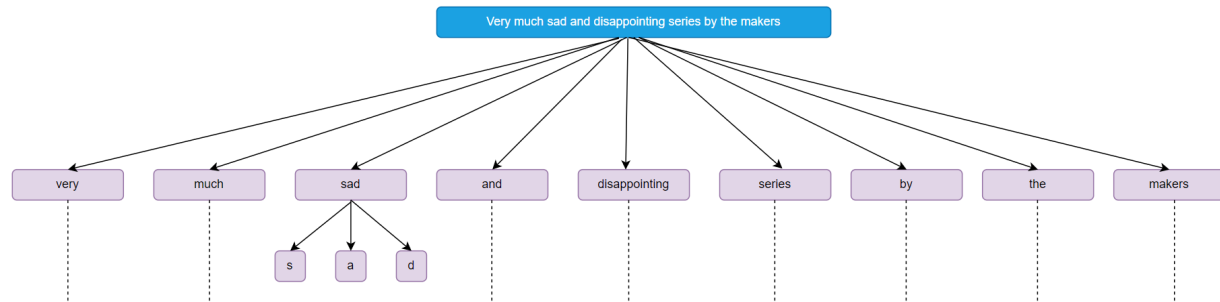 Very much sad and disappointing series by the makers
very much sad and disappointing series by the makers
s a d